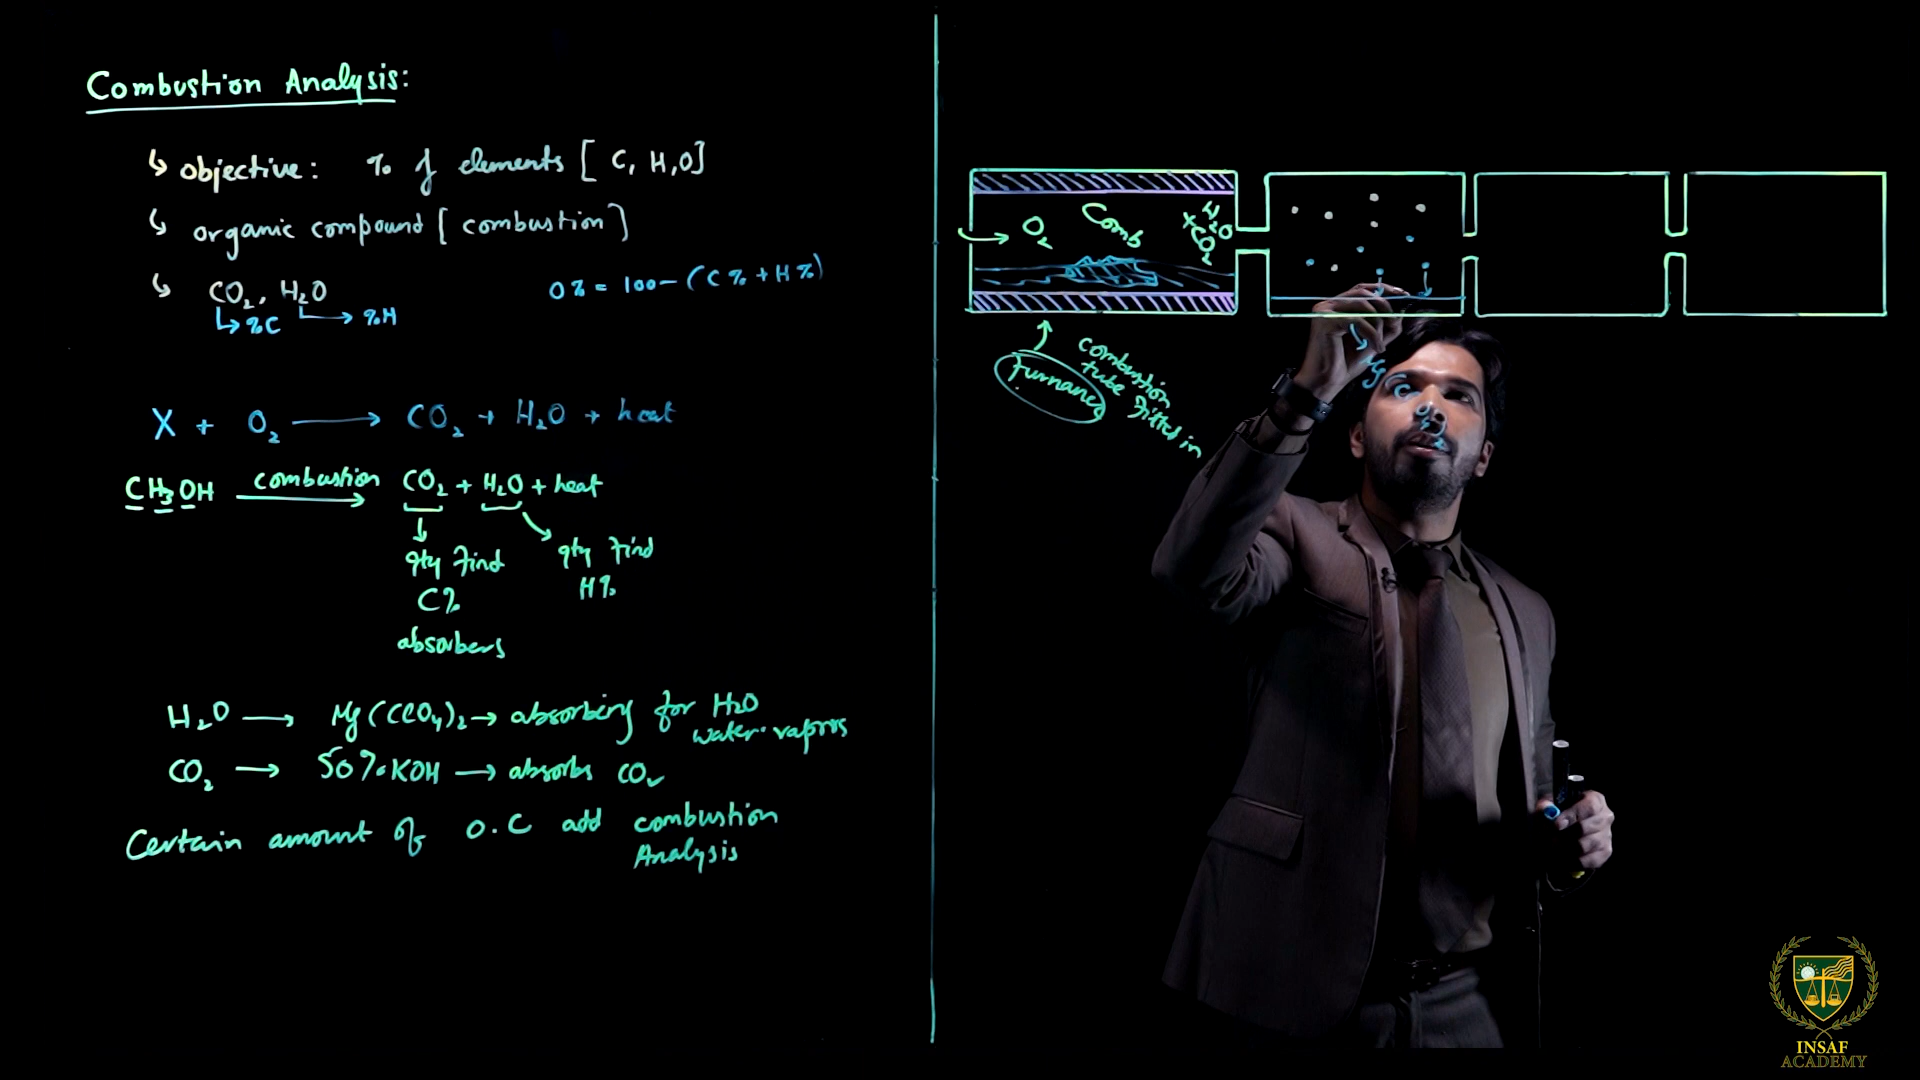 Combustion Analysis:
↳ objective: % of elements [ C, H, O ]
↳ organic compound [ combustion ]
↳ CO₂, H₂O
↳ %C → %H
O% = 100 - ( C% + H% )
X + O₂ → CO₂ + H₂O + heat
CH₃OH combustion → CO₂ + H₂O + heat
qty find
C%
absorbers
qty find
H%
H₂O → Mg(ClO₄)₂ → absorbing for H₂O
water vapros
CO₂ → 50% KOH → absorbs CO₂
Certain amount of O.C add combustion
Analysis
→ O₂ Comb CO₂ + H₂O
furnance
combustion
tube fitted in
INSAF
ACADEMY